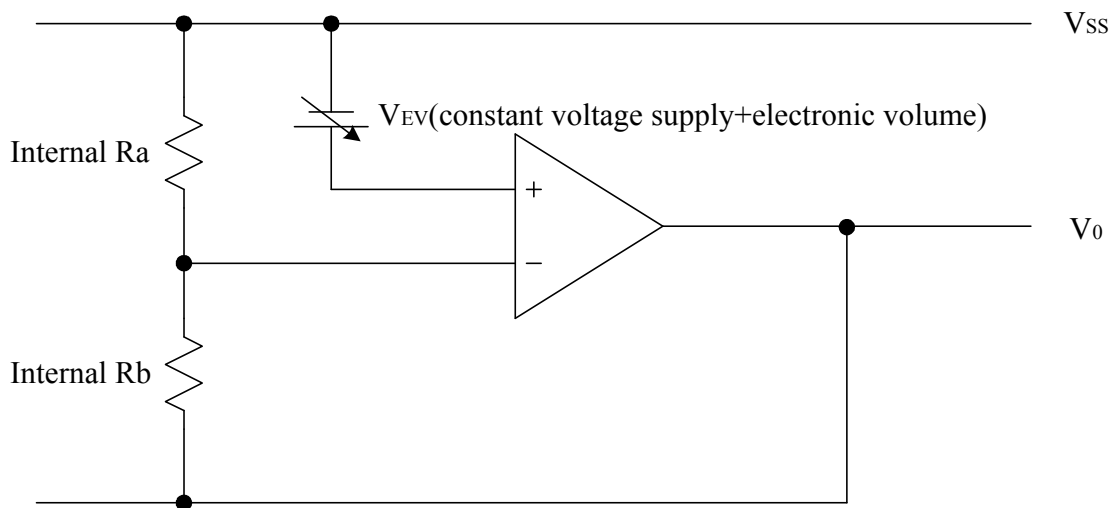 VSS
VEV(constant voltage supply+electronic volume)
Internal Ra
+
V0
−
Internal Rb